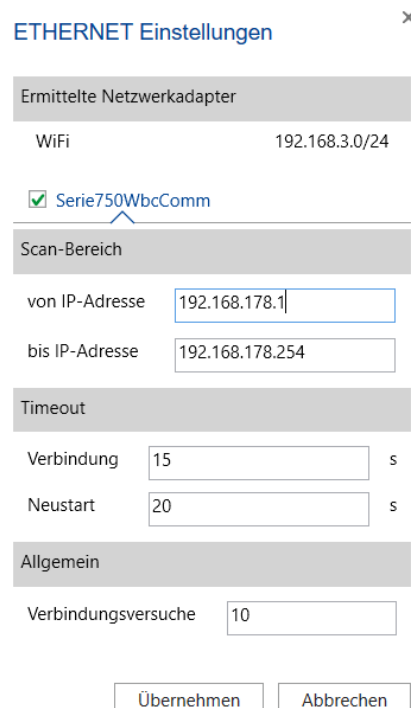 ETHERNET Einstellungen
Ermittelte Netzwerkadapter
WiFi 192.168.3.0/24
Serie750WbcComm
Scan-Bereich
von IP-Adresse 192.168.178.1
bis IP-Adresse 192.168.178.254
Timeout
Verbindung 15 s
Neustart 20 s
Allgemein
Verbindungsversuche 10
Übernehmen Abbrechen